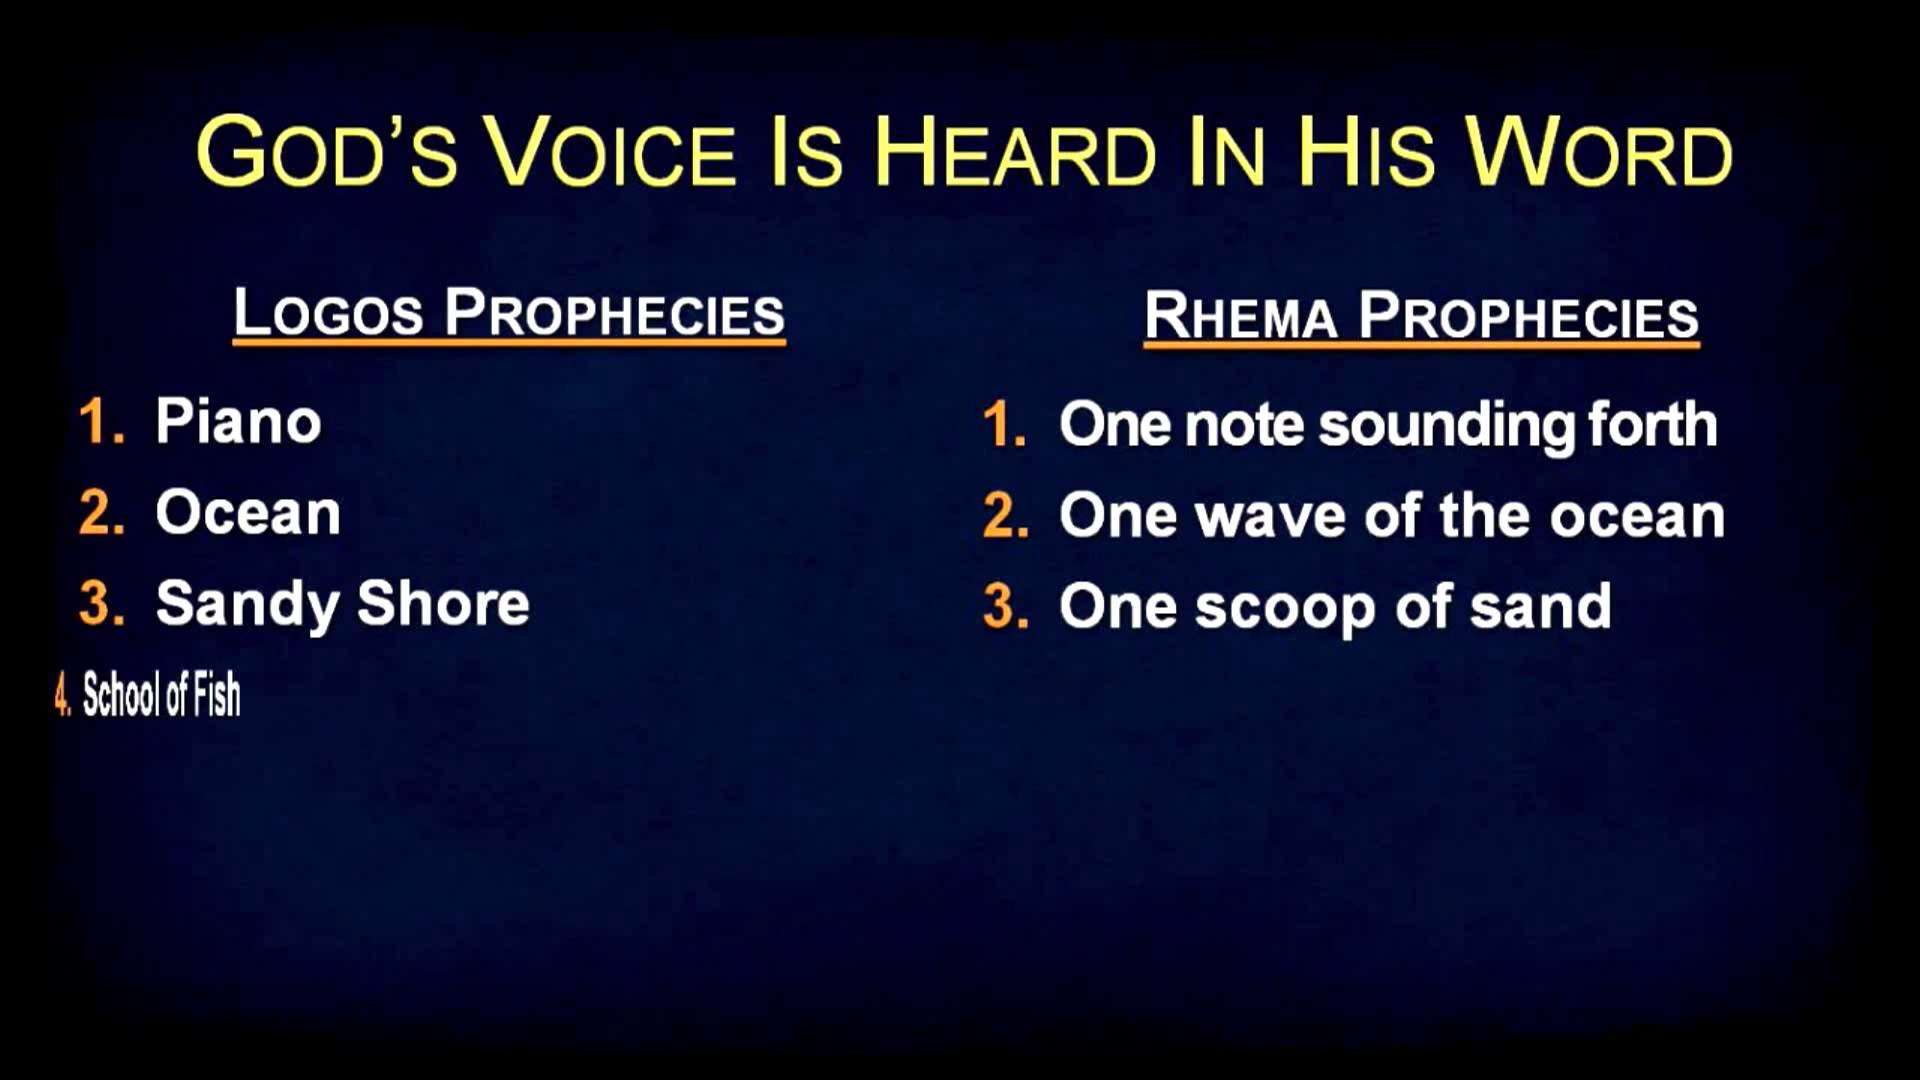 GOD'S VOICE IS HEARD IN HIS WORD
LOGOS PROPHECIES
1. Piano
2. Ocean
3. Sandy Shore
4. School of Fish
RHEMA PROPHECIES
1. One note sounding forth
2. One wave of the ocean
3. One scoop of sand